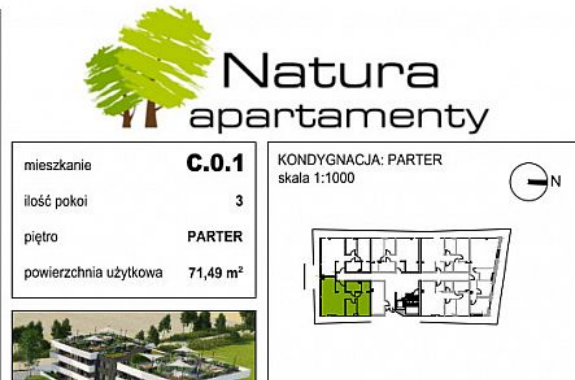 Natura
apartamenty
mieszkanie C.0.1
ilość pokoi 3
piętro PARTER
powierzchnia użytkowa 71,49 m²
KONDYGNACJA: PARTER
skala 1:1000
N